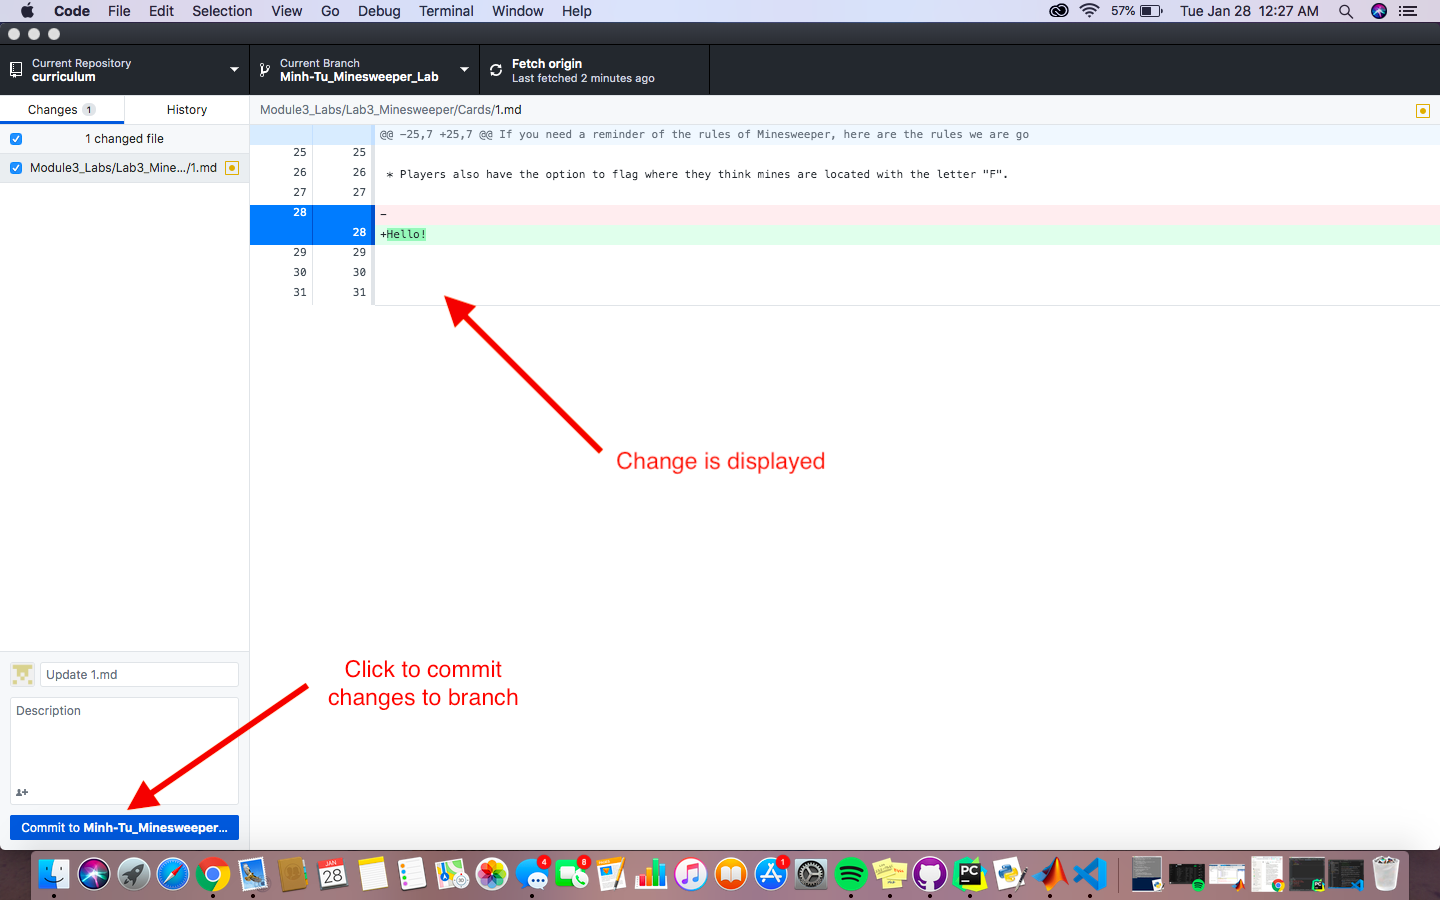 Code File Edit Selection View Go Debug Terminal Window Help 57% Tue Jan 28 12:27 AM
Current Repository
curriculum
Current Branch
Minh-Tu_Minesweeper_Lab
Fetch origin
Last fetched 2 minutes ago
Changes 1 History
Module3_Labs/Lab3_Minesweeper/Cards/1.md
1 changed file
Module3_Labs/Lab3_Mine.../1.md
@@ -25,7 +25,7 @@ If you need a reminder of the rules of Minesweeper, here are the rules we are go
25 25
26 26 * Players also have the option to flag where they think mines are located with the letter "F".
27 27
28 -
28 +Hello!
29 29
30 30
31 31
Change is displayed
Click to commit
changes to branch
Update 1.md
Description
Commit to Minh-Tu_Minesweeper...
JAN
28
4
8
1
PC